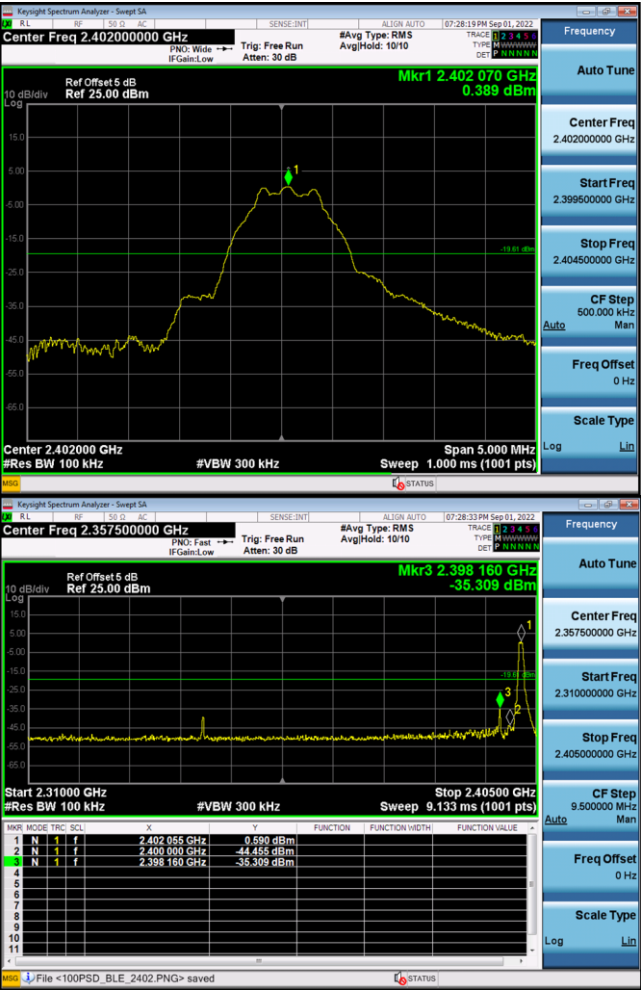 Keysight Spectrum Analyzer - Swept SA
RL RF 50 Ω AC SENSE:INT ALIGN AUTO 07:28:19 PM Sep 01, 2022
Center Freq 2.402000000 GHz
PNO: Wide
IFGain:Low
Trig: Free Run
Atten: 30 dB
#Avg Type: RMS
Avg|Hold: 10/10
TRACE 1 2 3 4 5 6
TYPE M W W W W W
DET P N N N N N
Frequency
Mkr1 2.402 070 GHz
0.389 dBm
Ref Offset 5 dB
Ref 25.00 dBm
10 dB/div
Log
15.0
5.00
-5.00
-15.0
-25.0
-35.0
-45.0
-55.0
-65.0
1
-19.61 dBm
Center 2.402000 GHz
#Res BW 100 kHz
#VBW 300 kHz
Span 5.000 MHz
Sweep 1.000 ms (1001 pts)
MSG
STATUS
Auto Tune
Center Freq
2.402000000 GHz
Start Freq
2.399500000 GHz
Stop Freq
2.404500000 GHz
CF Step
500.000 kHz
Auto Man
Freq Offset
0 Hz
Scale Type
Log Lin
Keysight Spectrum Analyzer - Swept SA
RL RF 50 Ω AC SENSE:INT ALIGN AUTO 07:28:33 PM Sep 01, 2022
Center Freq 2.357500000 GHz
PNO: Fast
IFGain:Low
Trig: Free Run
Atten: 30 dB
#Avg Type: RMS
Avg|Hold: 10/10
TRACE 1 2 3 4 5 6
TYPE M W W W W W
DET P N N N N N
Frequency
Mkr3 2.398 160 GHz
-35.309 dBm
Ref Offset 5 dB
Ref 25.00 dBm
10 dB/div
Log
15.0
5.00
-5.00
-15.0
-25.0
-35.0
-45.0
-55.0
-65.0
1
-19.61 dBm
3
2
Start 2.31000 GHz
#Res BW 100 kHz
#VBW 300 kHz
Stop 2.40500 GHz
Sweep 9.133 ms (1001 pts)
MKR MODE TRC SCL X Y FUNCTION FUNCTION WIDTH FUNCTION VALUE
1 N 1 f 2.402 055 GHz 0.590 dBm
2 N 1 f 2.400 000 GHz -44.455 dBm
3 N 1 f 2.398 160 GHz -35.309 dBm
4
5
6
7
8
9
10
11
MSG
File <100PSD_BLE_2402.PNG> saved
STATUS
Auto Tune
Center Freq
2.357500000 GHz
Start Freq
2.310000000 GHz
Stop Freq
2.405000000 GHz
CF Step
9.500000 MHz
Auto Man
Freq Offset
0 Hz
Scale Type
Log Lin